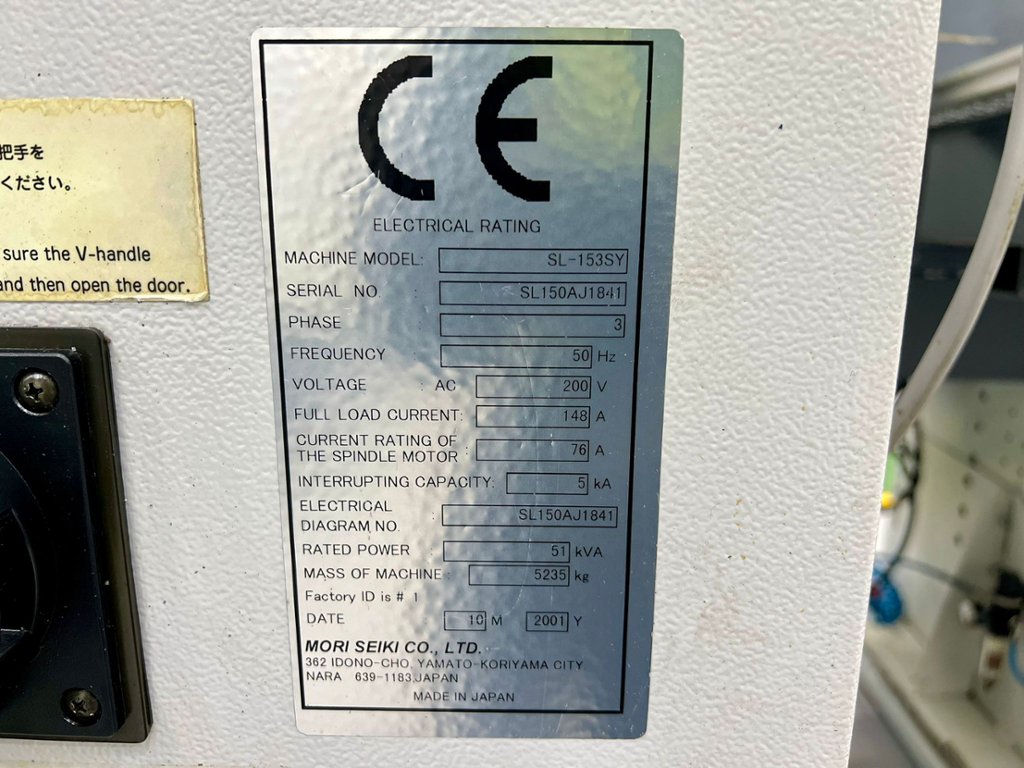 把手を
ください。
sure the V-handle
and then open the door.
CE
ELECTRICAL RATING
MACHINE MODEL: SL-153SY
SERIAL NO. SL150AJ1841
PHASE 3
FREQUENCY 50 Hz
VOLTAGE : AC 200 V
FULL LOAD CURRENT: 148 A
CURRENT RATING OF
THE SPINDLE MOTOR : 76 A
INTERRUPTING CAPACITY: 5 kA
ELECTRICAL
DIAGRAM NO. : SL150AJ1841
RATED POWER : 51 kVA
MASS OF MACHINE: 5235 kg
Factory ID is # 1
DATE 10 M 2001 Y
MORI SEIKI CO., LTD.
362 IDONO-CHO, YAMATO-KORIYAMA CITY
NARA 639-1183,JAPAN
MADE IN JAPAN